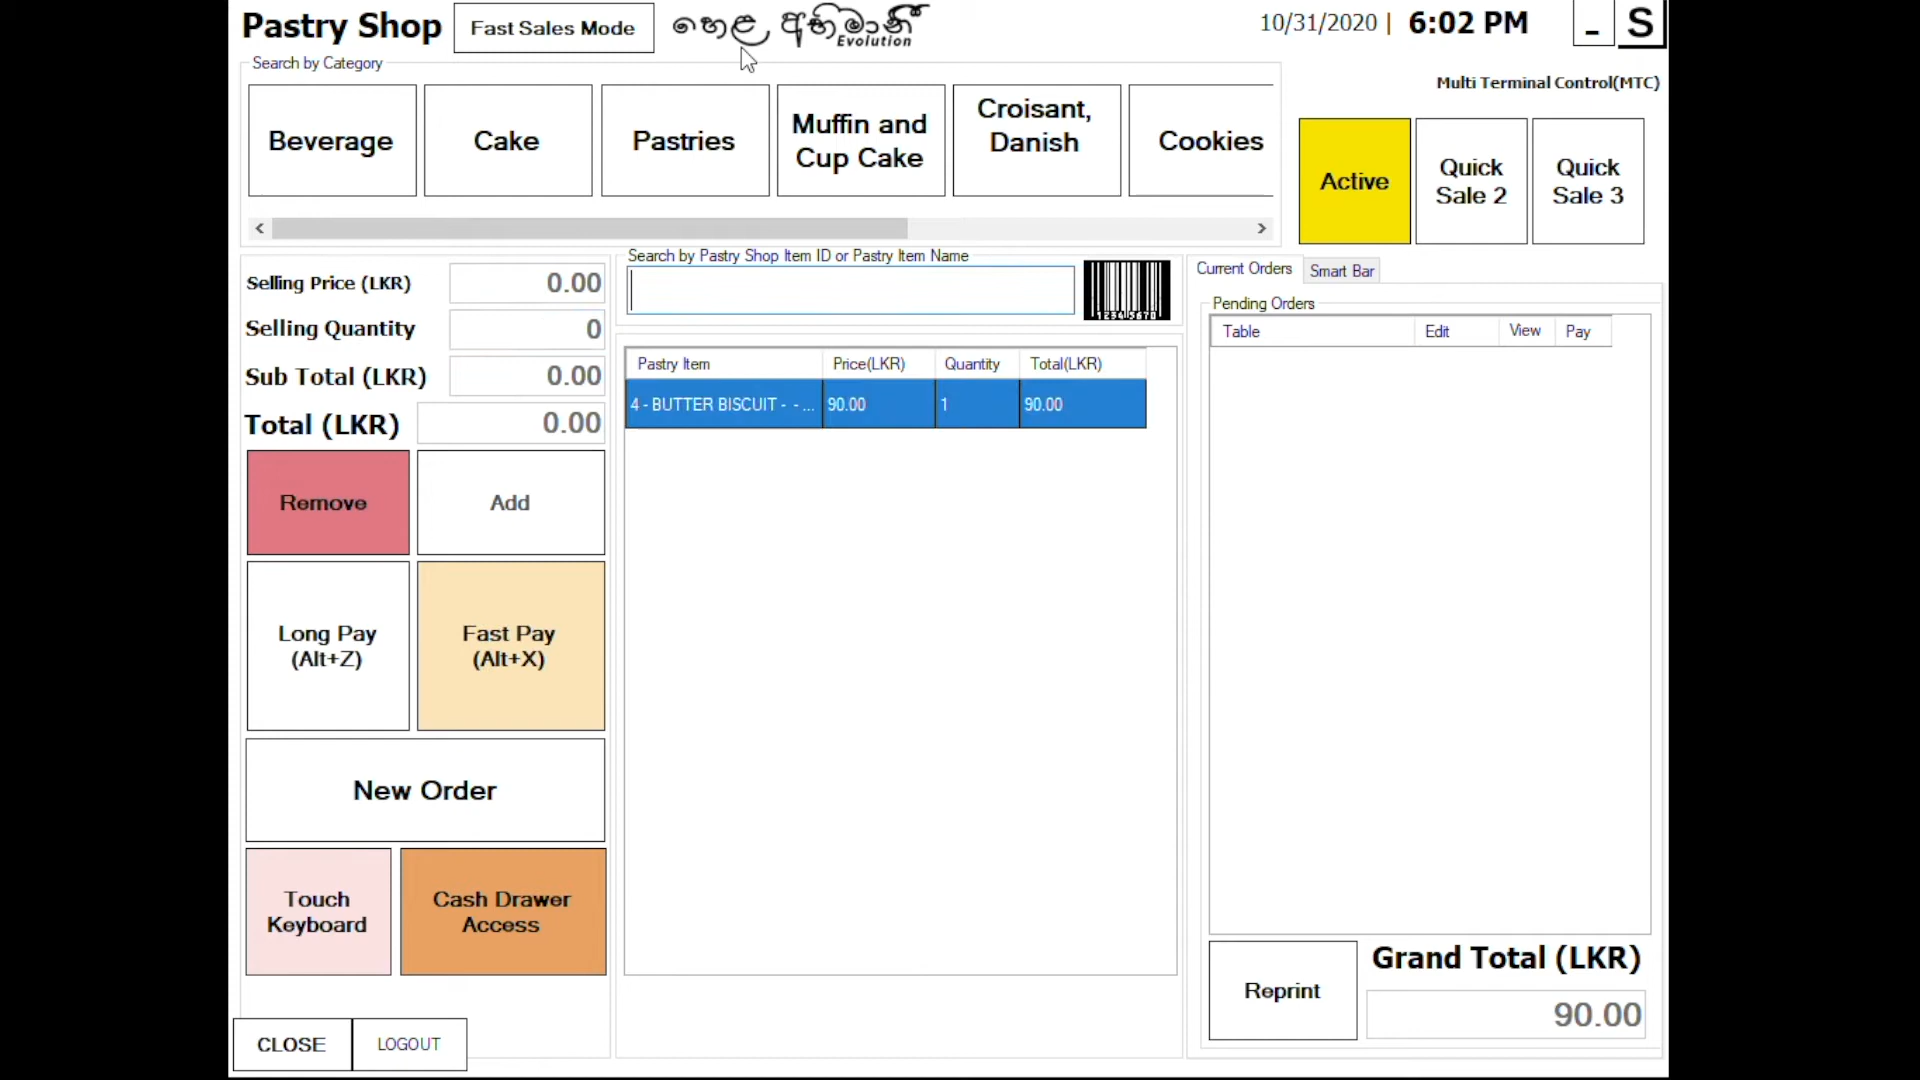 Pastry Shop
Fast Sales Mode
හෙළ අභිමානී
Evolution
10/31/2020 | 6:02 PM
_
S
Search by Category
Multi Terminal Control(MTC)
Beverage
Cake
Pastries
Muffin and
Cup Cake
Croisant,
Danish
Cookies
Active
Quick
Sale 2
Quick
Sale 3
Selling Price (LKR) 0.00
Selling Quantity 0
Sub Total (LKR) 0.00
Total (LKR) 0.00
Remove
Add
Long Pay
(Alt+Z)
Fast Pay
(Alt+X)
New Order
Touch
Keyboard
Cash Drawer
Access
CLOSE
LOGOUT
Search by Pastry Shop Item ID or Pastry Item Name
12345670
Pastry Item Price(LKR) Quantity Total(LKR)
4 - BUTTER BISCUIT - - ... 90.00 1 90.00
Current Orders Smart Bar
Pending Orders
Table Edit View Pay
Reprint
Grand Total (LKR)
90.00